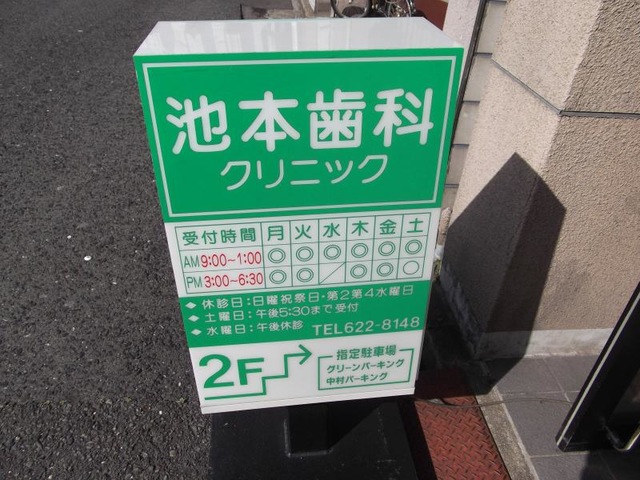 池本歯科
クリニック
受付時間 月 火 水 木 金 土
AM 9:00~1:00 ◎ ◎ ◎ ◎ ◎ ◎
PM 3:00~6:30 ◎ ◎ ／ ◎ ◎ ○
◆ 休診日:日曜祝祭日・第2第4水曜日
◆ 土曜日:午後5:30まで受付
◆ 水曜日:午後休診 TEL622-8148
2F
指定駐車場
グリーンパーキング
中村パーキング